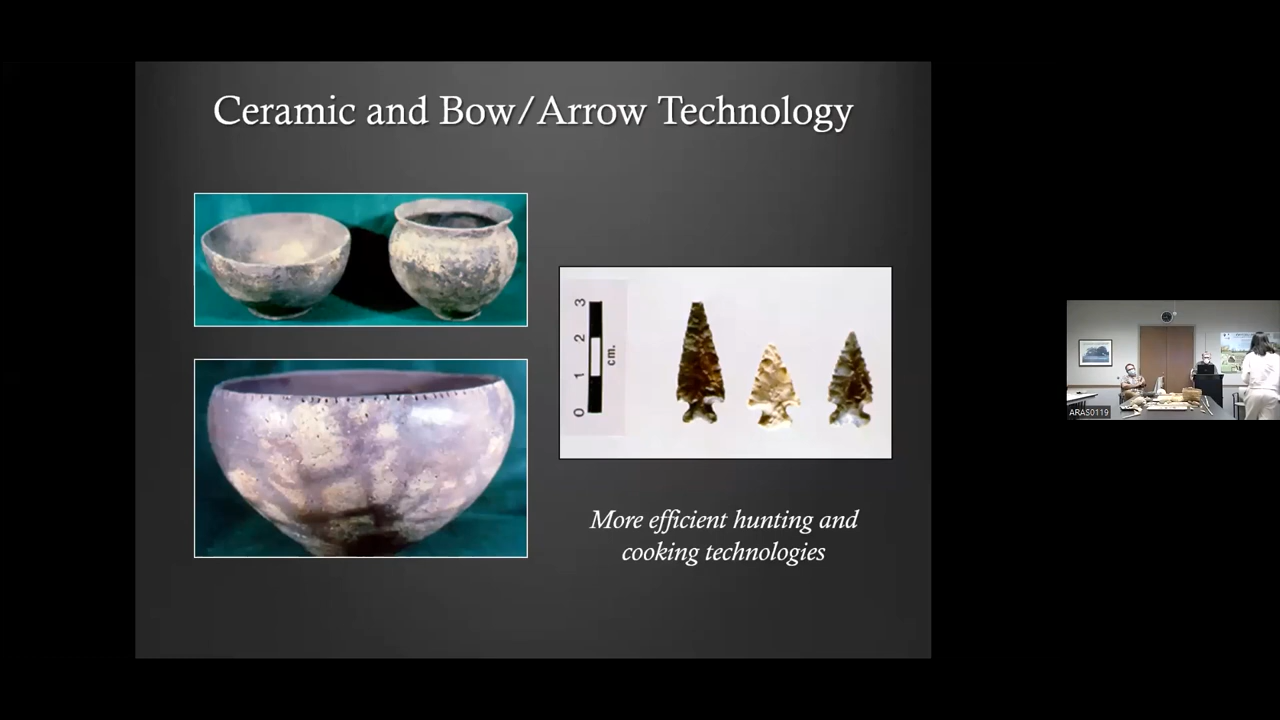 Ceramic and Bow/Arrow Technology
3
2
1
0
cm.
More efficient hunting and
cooking technologies
ARAS0119